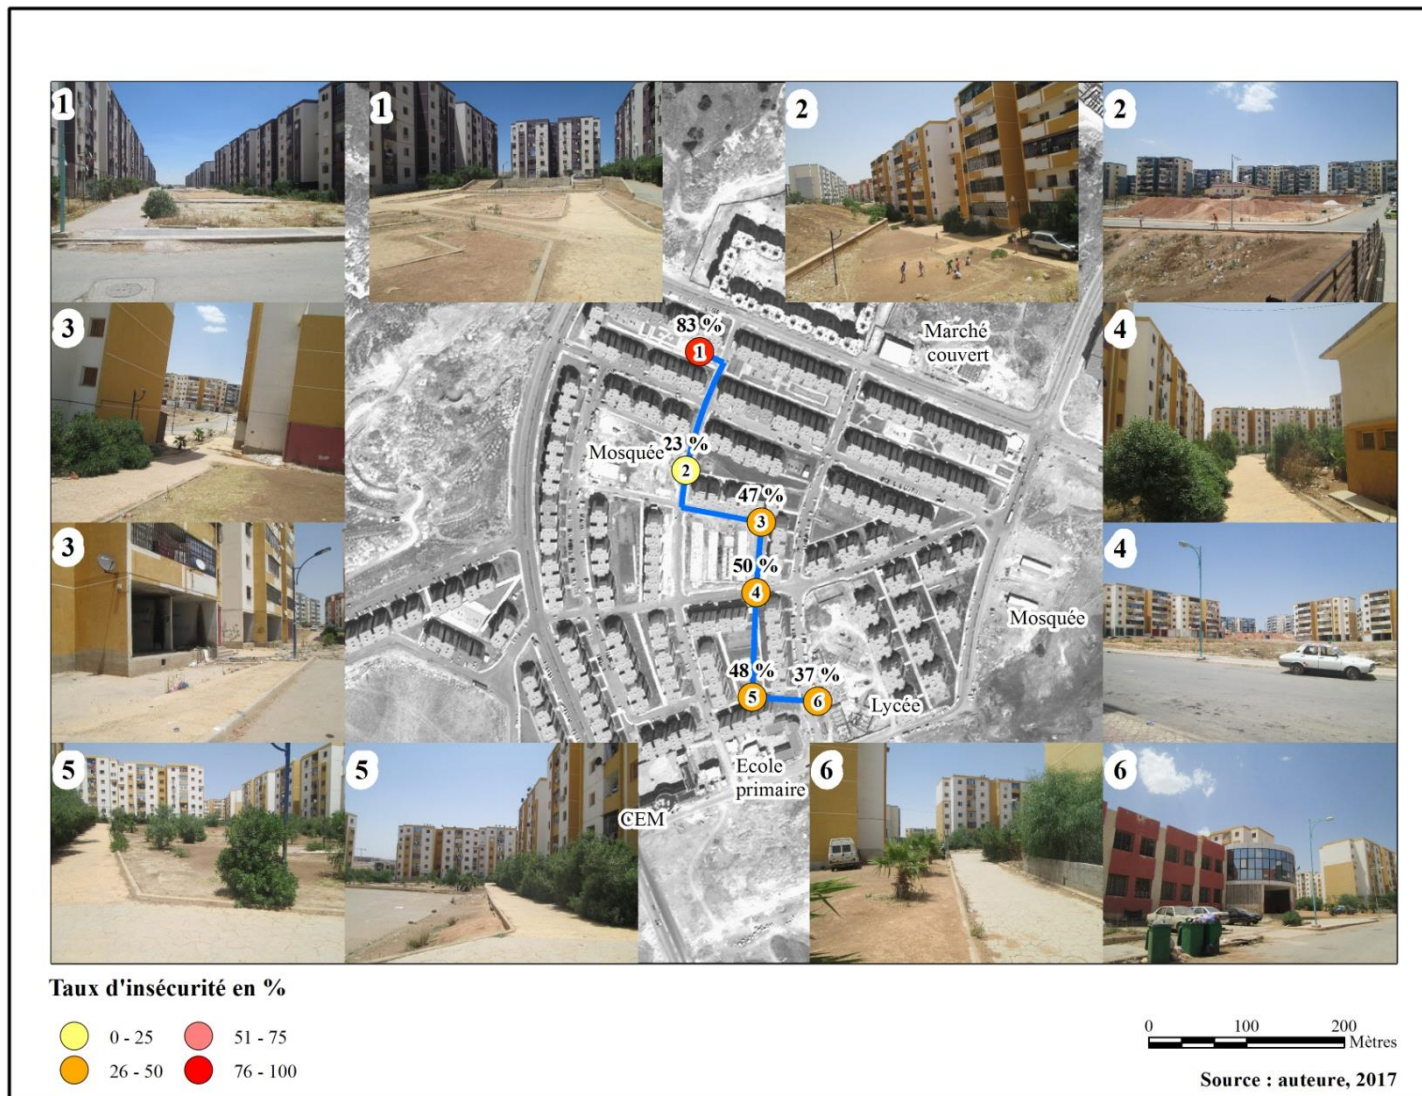 1
1
2
2
3
83 %
1
Marché
couvert
4
23 %
Mosquée
2
47 %
3
3
50 %
4
4
Mosquée
48 %
37 %
5
6
Lycée
5
5
Ecole
primaire
CEM
6
6
Taux d'insécurité en %
0 - 25
51 - 75
26 - 50
76 - 100
0 100 200
Mètres
Source : auteure, 2017